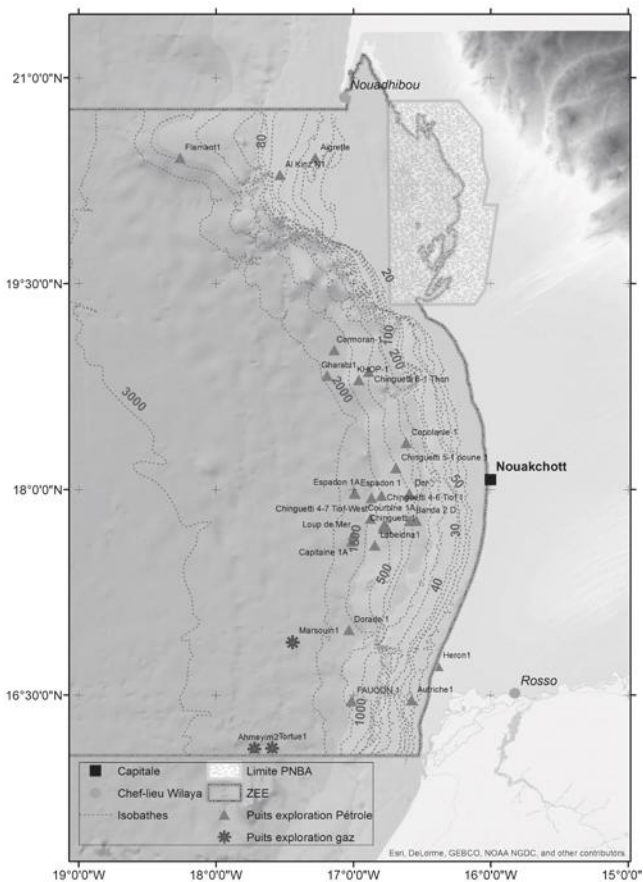 21°0'0"N
Nouadhibou
80
Flamant1
Aigrette
Al Kinz N1
19°30'0"N
20
100
200
Cormoran-1
Gharabi1
KHOP-1
Chinguetti 6-1 Thon
2000
3000
Capolanie-1
Chinguetti 5-1 poune 1
Nouakchott
18°0'0"N
50
Espadon 1A
Espadon 1
Dor
Chinguetti 4-6 Tiof 1
Chinguetti 4-7 Tiof-West
Courbine 1A
Banda 2 D
Loup de Mer
Chinguetti
30
Labeidna1
Capitaine 1A
500
40
Dorade 1
Marsouin1
Heron1
Rosso
16°30'0"N
FAUCON-1
Autriche1
1000
Ahmeyim2
Tortue1
Capitale
Limite PNBA
Chef-lieu Wilaya
ZEE
Isobathes
Puits exploration Pétrole
Puits exploration gaz
Esri, DeLorme, GEBCO, NOAA NGDC, and other contributors
19°0'0"W
18°0'0"W
17°0'0"W
16°0'0"W
15°0'0"W